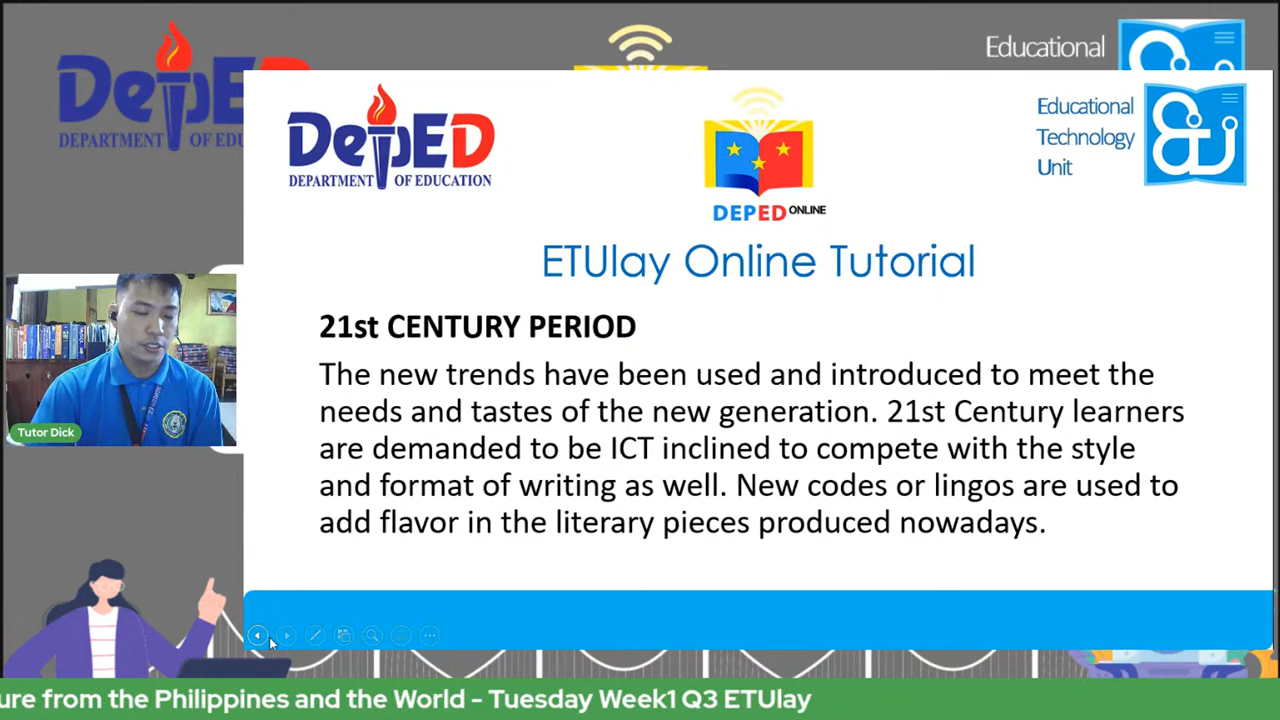 Educational
DepED
DEPARTMENT OF EDU
DepED
DEPARTMENT OF EDUCATION
DEPED ONLINE
Educational
Technology
Unit
ETUlay Online Tutorial
21st CENTURY PERIOD
The new trends have been used and introduced to meet the
needs and tastes of the new generation. 21st Century learners
are demanded to be ICT inclined to compete with the style
and format of writing as well. New codes or lingos are used to
add flavor in the literary pieces produced nowadays.
Tutor Dick
ure from the Philippines and the World - Tuesday Week1 Q3 ETUlay